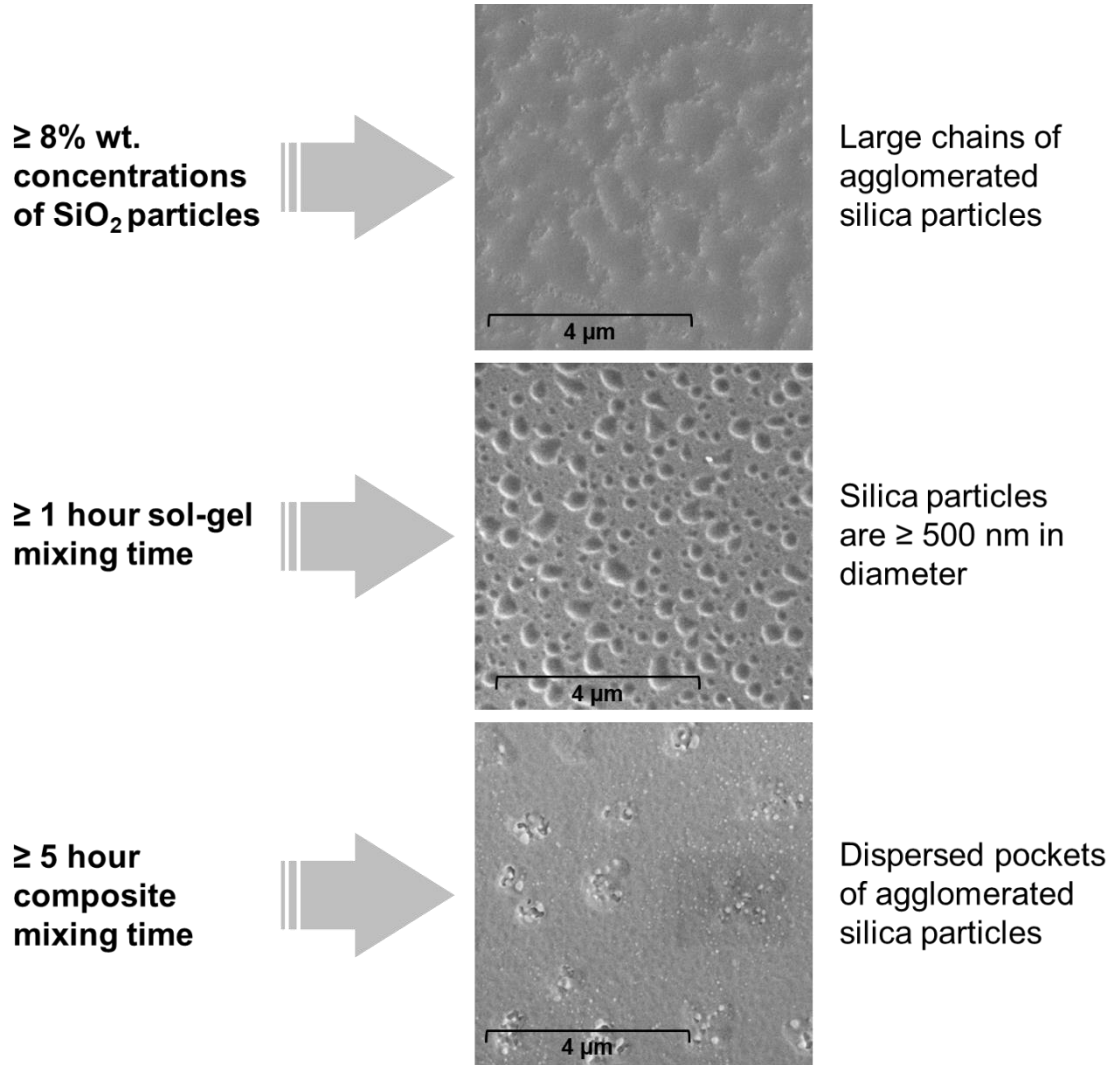 ≥ 8% wt.
concentrations
of SiO₂ particles
4 µm
Large chains of
agglomerated
silica particles
≥ 1 hour sol-gel
mixing time
4 µm
Silica particles
are ≥ 500 nm in
diameter
≥ 5 hour
composite
mixing time
4 µm
Dispersed pockets
of agglomerated
silica particles